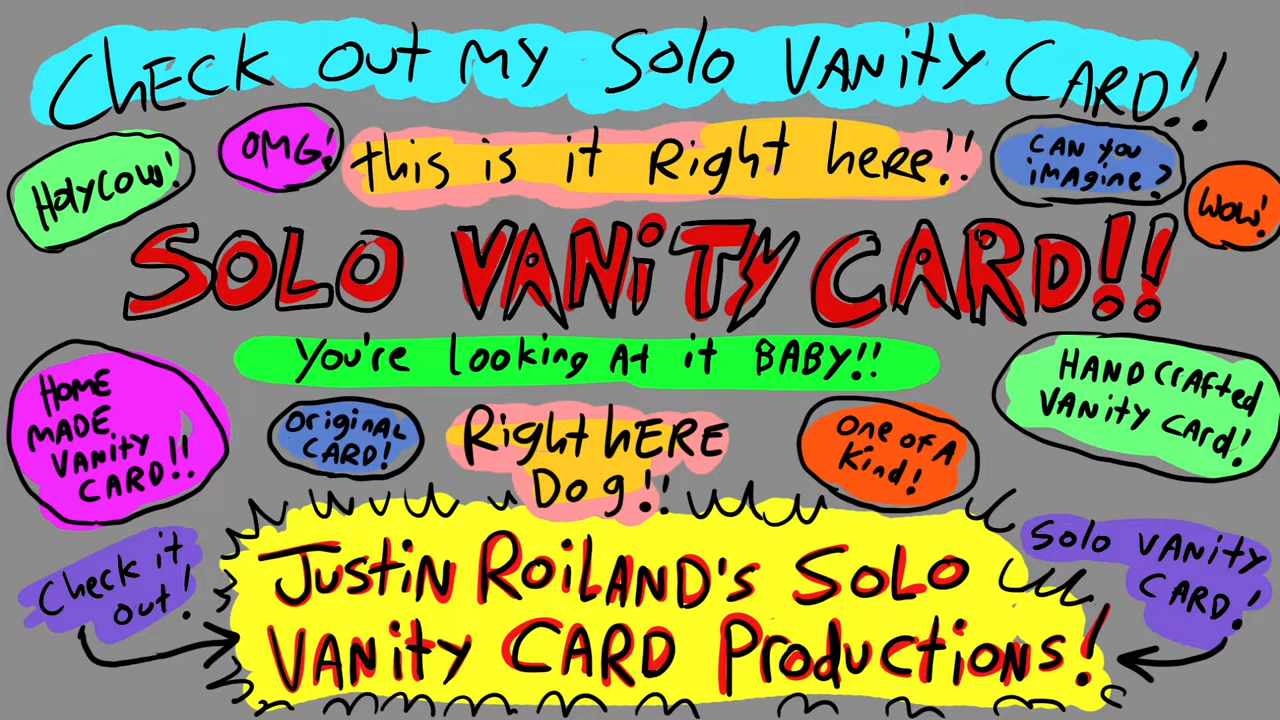 CHECK OUT MY SOLO VANITY CARD!!
HOLY COW!
OMG!
this is it Right here!!
CAN YOU
iMAgine?
WOW!
SOLO VANiTY CARD!!
YOU'RE looking At it BABY!!
HOME
MADE
VANity
CARD!!
OriginAL
CARD!
Right hERE
Dog!!
ONE OF A
Kind!
HAND Crafted
VANity CArd!
Check it
out!
Solo VANity
CARD!
JustiN RoilAND's SoLO
VANity CARD Productions!